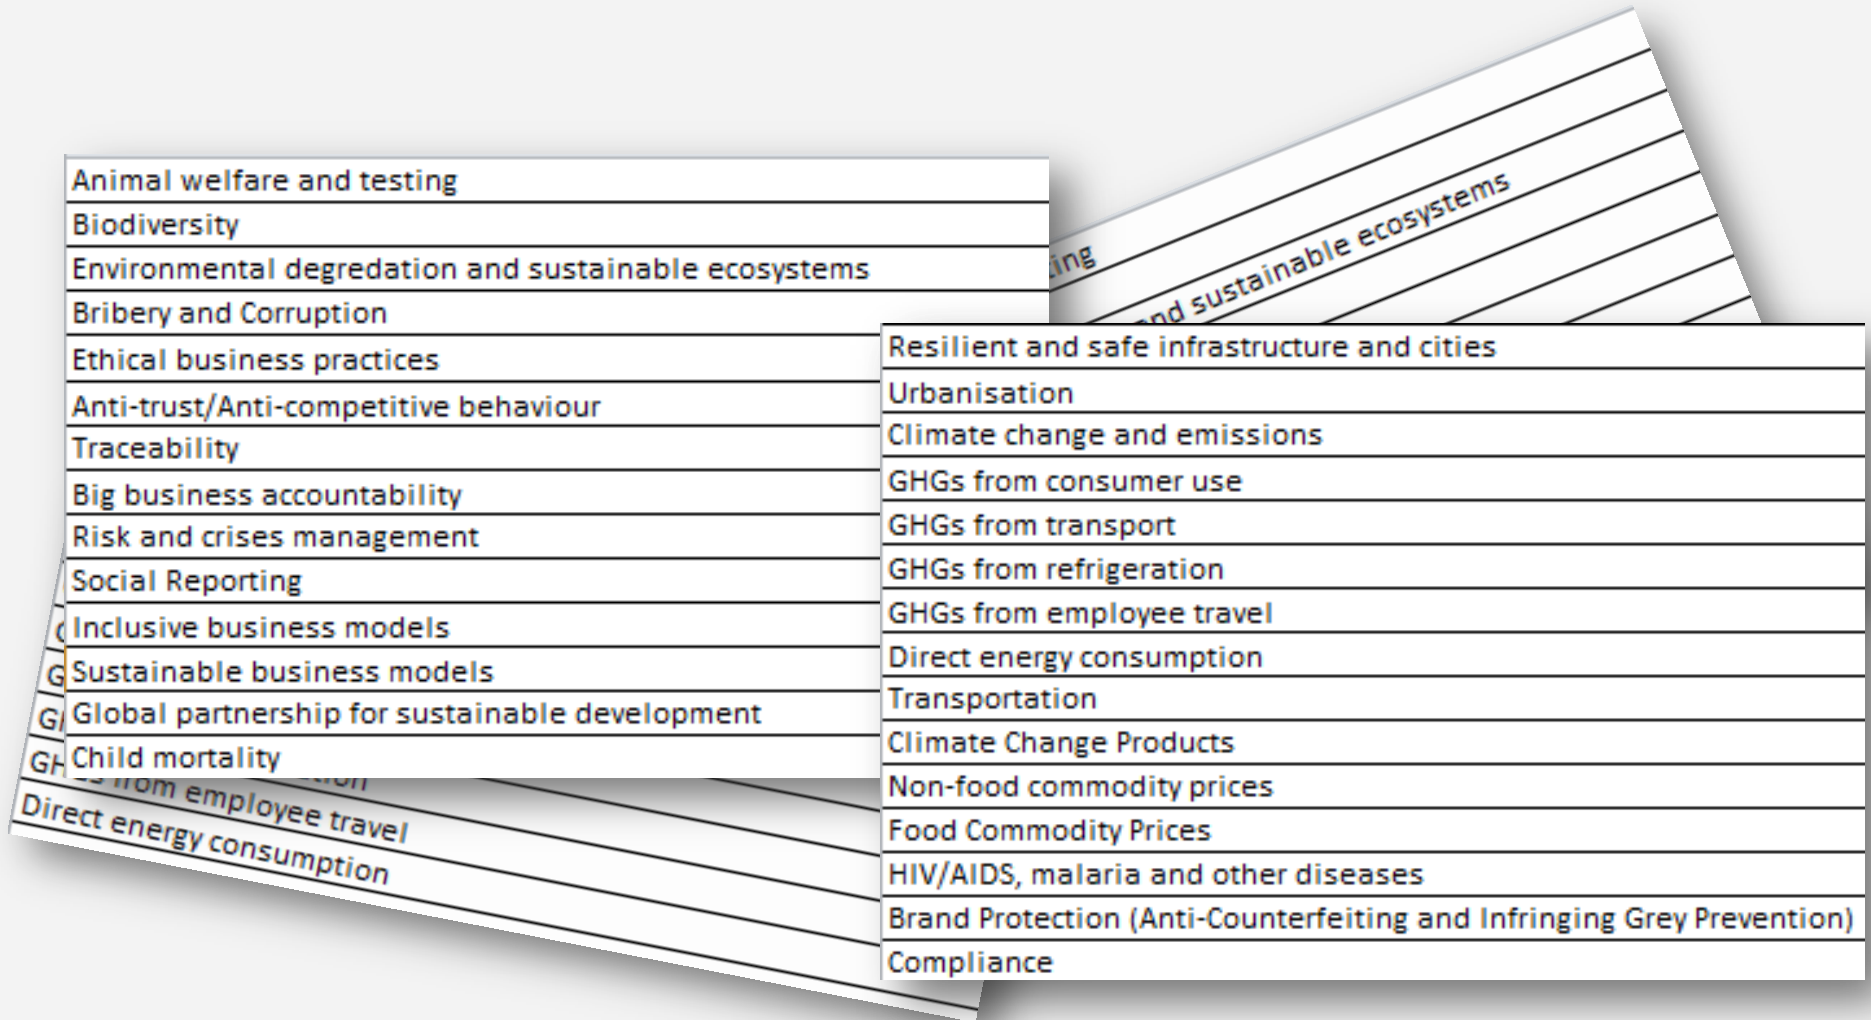 Animal welfare and testing
Biodiversity
Environmental degredation and sustainable ecosystems
Bribery and Corruption
Ethical business practices
Anti-trust/Anti-competitive behaviour
Traceability
Big business accountability
Risk and crises management
Social Reporting
Inclusive business models
Sustainable business models
Global partnership for sustainable development
Child mortality
and sustainable ecosystems
Resilient and safe infrastructure and cities
Urbanisation
Climate change and emissions
GHGs from consumer use
GHGs from transport
GHGs from refrigeration
GHGs from employee travel
Direct energy consumption
Transportation
Climate Change Products
Non-food commodity prices
Food Commodity Prices
HIV/AIDS, malaria and other diseases
Brand Protection (Anti-Counterfeiting and Infringing Grey Prevention)
Compliance
GHGs from employee travel
Direct energy consumption